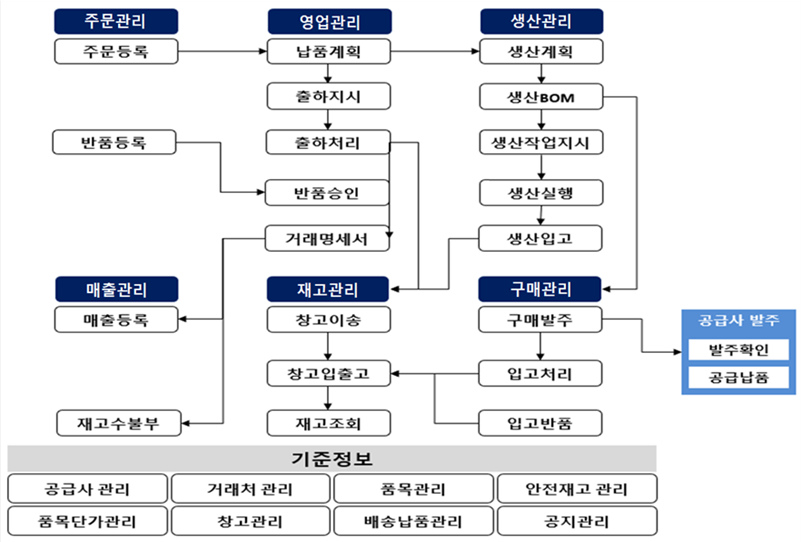 주문관리
영업관리
생산관리
주문등록
납품계획
생산계획
출하지시
생산BOM
반품등록
출하처리
생산작업지시
반품승인
생산실행
거래명세서
생산입고
매출관리
재고관리
구매관리
매출등록
창고이송
구매발주
공급사 발주
발주확인
공급납품
창고입출고
입고처리
재고수불부
재고조회
입고반품
기준정보
공급사 관리
거래처 관리
품목관리
안전재고 관리
품목단가관리
창고관리
배송납품관리
공지관리